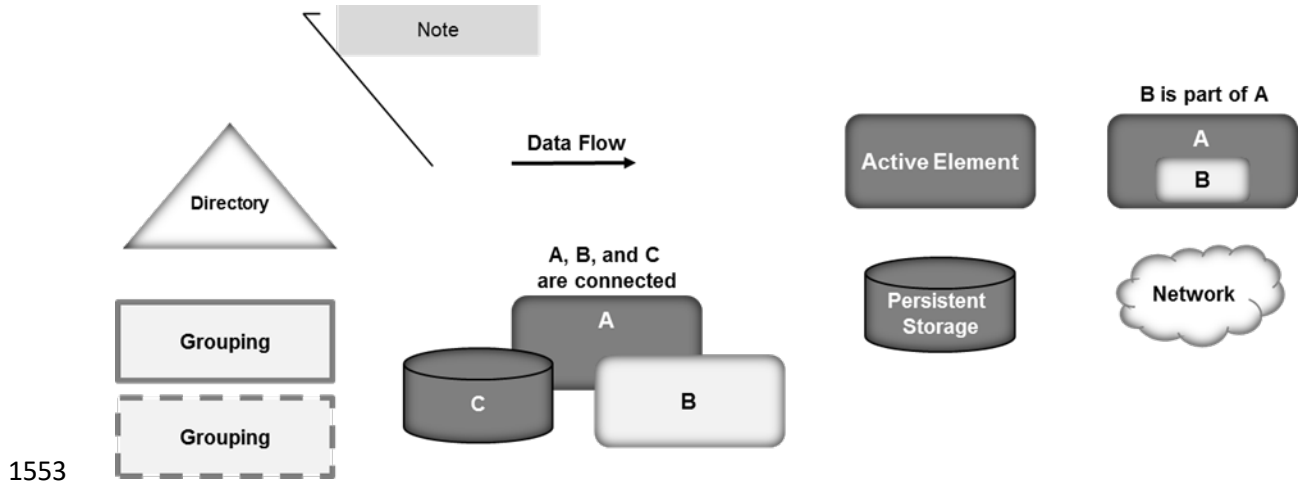 Note
B is part of A
Data Flow
Active Element
A
B
Directory
A, B, and C
are connected
Persistent
Storage
Network
A
Grouping
C
B
Grouping
1553